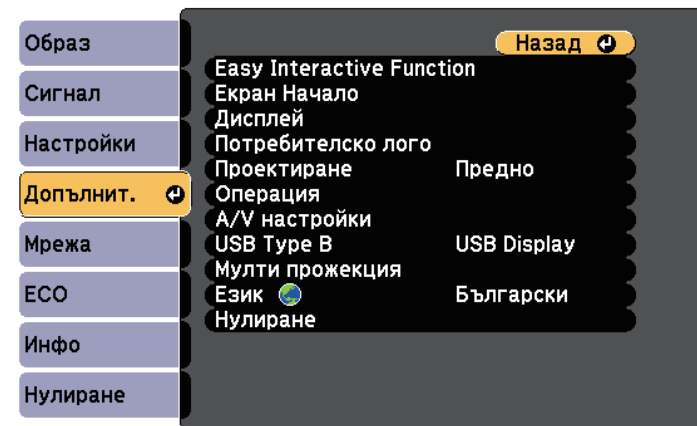 Образ
Сигнал
Настройки
Допълнит.
Мрежа
ECO
Инфо
Нулиране
Назад
Easy Interactive Function
Екран Начало
Дисплей
Потребителско лого
Проектиране Предно
Операция
A/V настройки
USB Type B USB Display
Мулти прожекция
Език Български
Нулиране